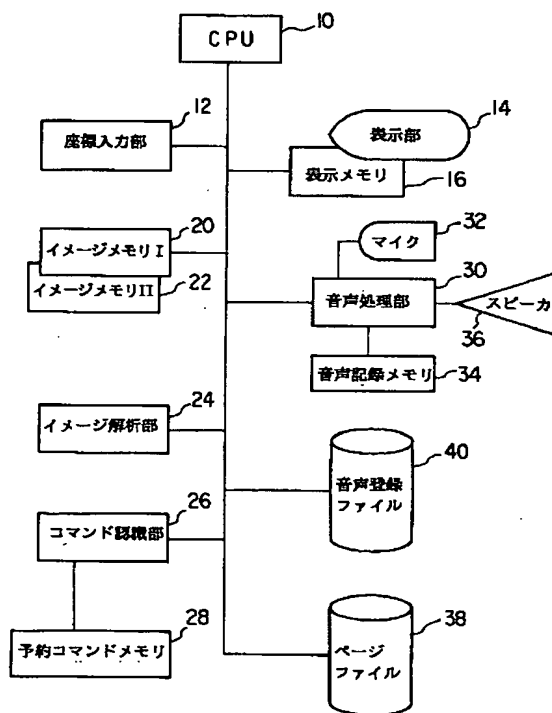 CPU
10
12
座標入力部
14
表示部
表示メモリ
16
20
イメージメモリI
イメージメモリII
22
32
マイク
30
音声処理部
スピーカ
36
音声記録メモリ
34
24
イメージ解析部
40
音声登録
ファイル
26
コマンド認識部
28
予約コマンドメモリ
38
ページ
ファイル